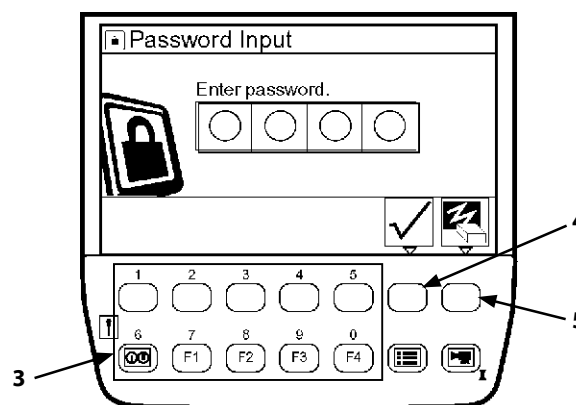 Password Input
Enter password.
4
1 2 3 4 5
5
6 7 8 9 0
F1 F2 F3 F4
3
I